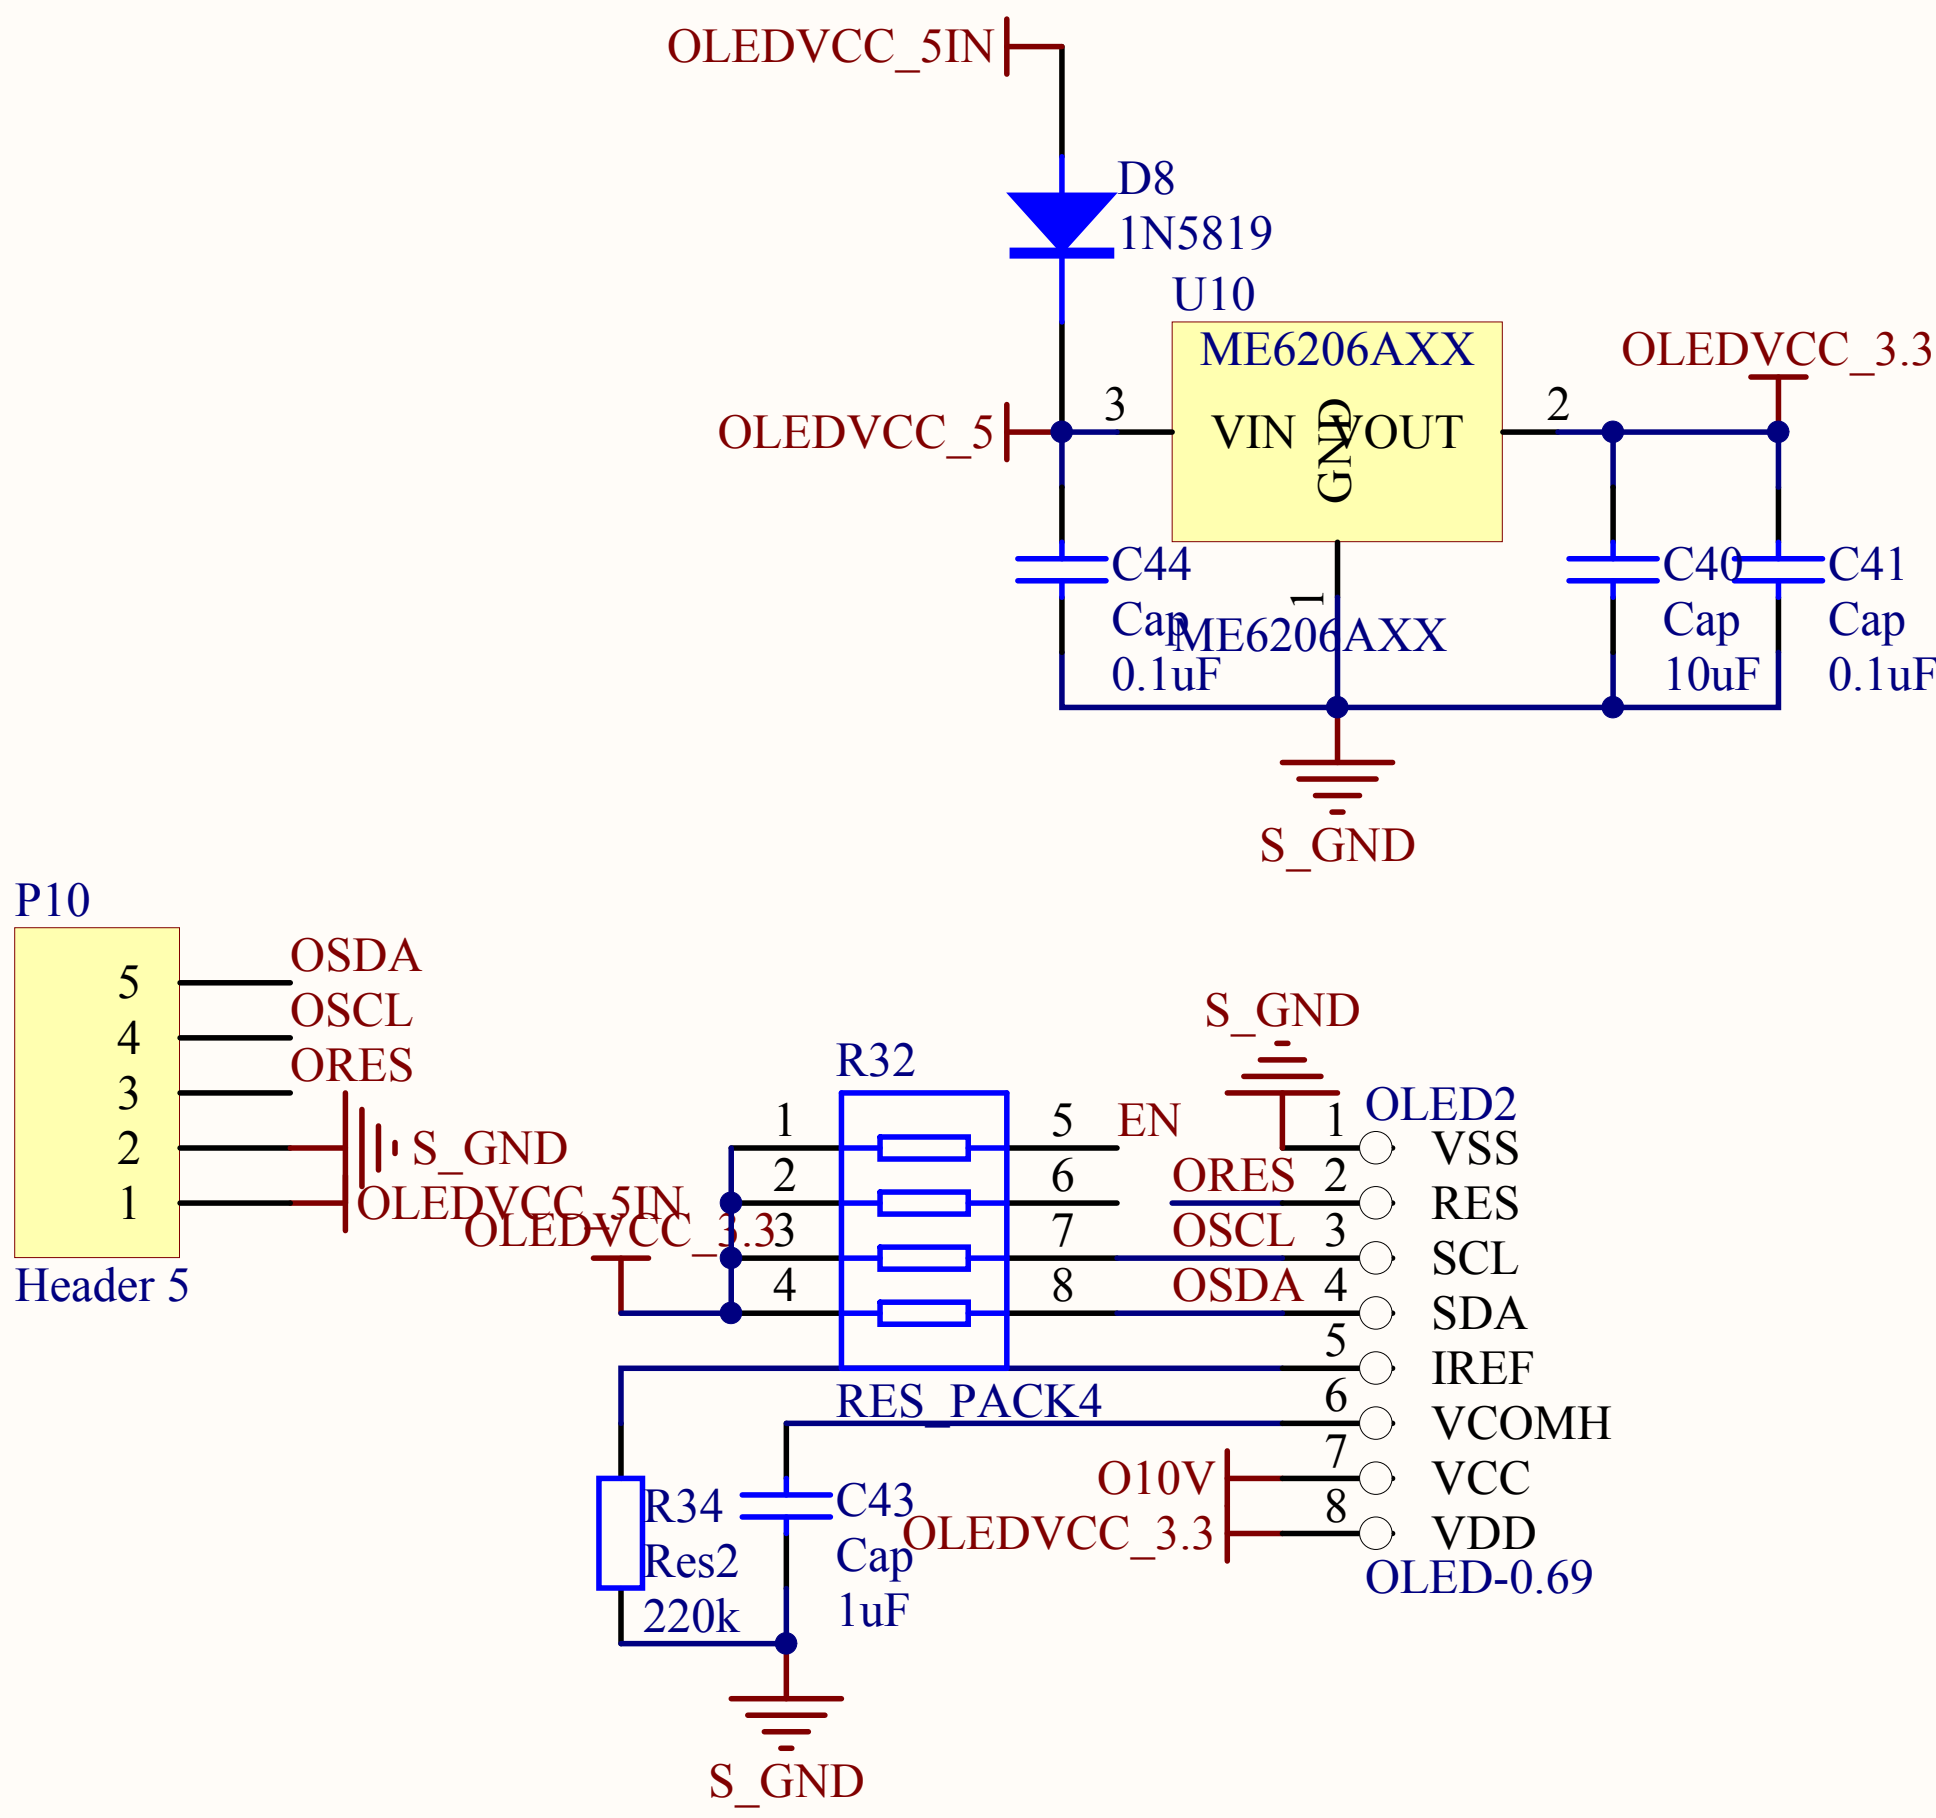 OLEDVCC_5IN
D8
1N5819
U10
ME6206AXX
OLEDVCC_3.3
OLEDVCC_5
3
VIN
GND
VOUT
2
C44
Cap
0.1uF
1
ME6206AXX
C40
Cap
10uF
C41
Cap
0.1uF
S_GND
P10
5
OSDA
4
OSCL
3
ORES
2
S_GND
1
OLEDVCC_5IN
Header 5
OLEDVCC_3.3
R32
1
5
EN
2
6
3
7
4
8
RES_PACK4
S_GND
OLED2
1
VSS
ORES
2
RES
OSCL
3
SCL
OSDA
4
SDA
5
IREF
6
VCOMH
O10V
7
VCC
OLEDVCC_3.3
8
VDD
OLED-0.69
R34
Res2
220k
C43
Cap
1uF
S_GND